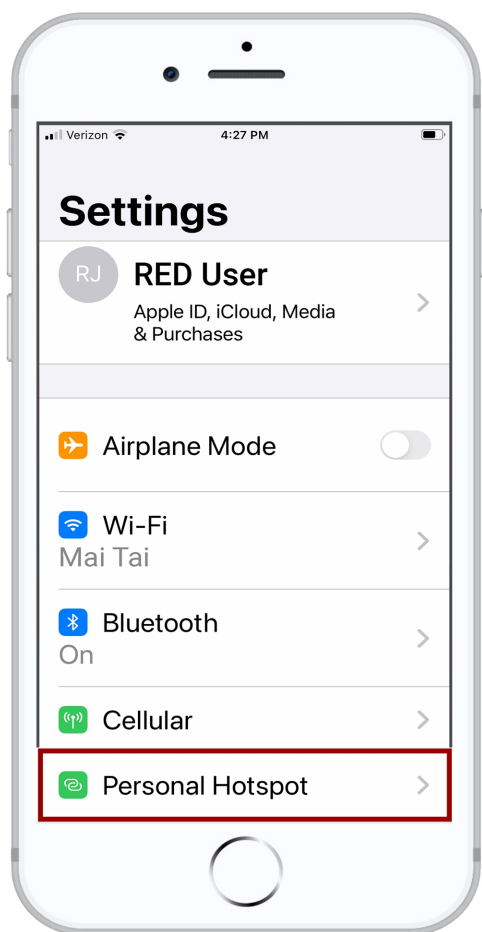 Verizon 4:27 PM
Settings
RJ RED User
Apple ID, iCloud, Media
& Purchases
Airplane Mode
Wi-Fi
Mai Tai
Bluetooth
On
Cellular
Personal Hotspot